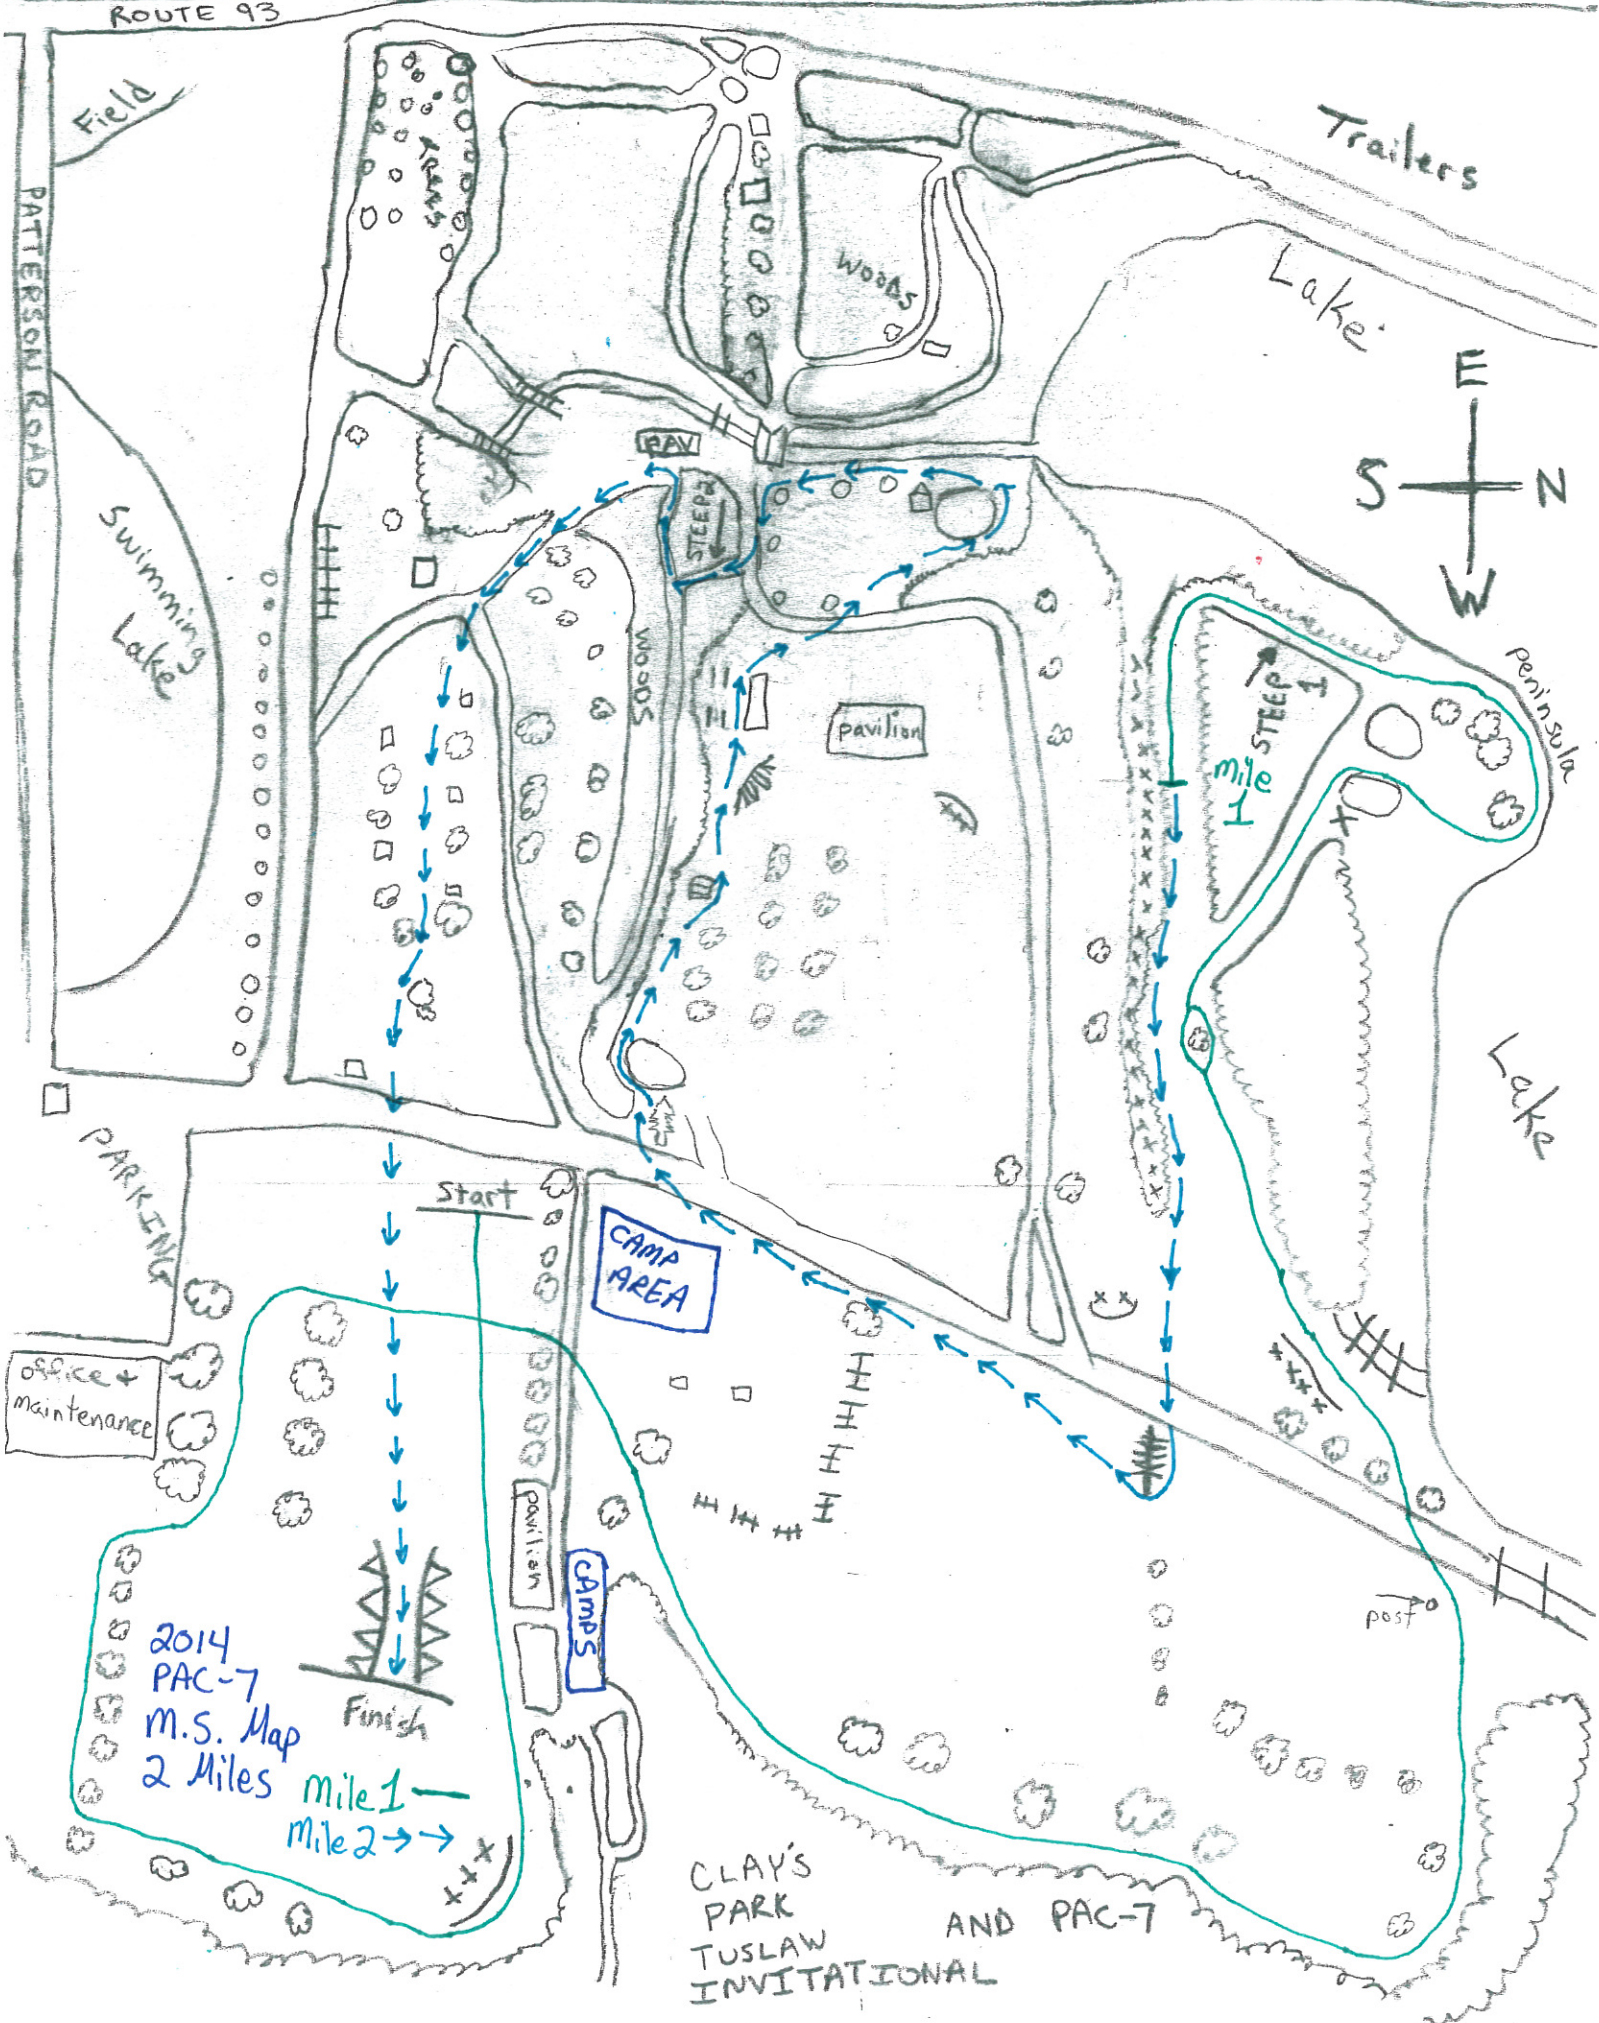 ROUTE 93
Field
PATTERSON ROAD
Trees
Trailers
WOODS
Lake
E
S
N
W
PAV
STEEP 2
Swimming
Lake
WOODS
pavilion
STEEP
1
peninsula
mile
1
Lake
PARKING
Start
CAMP
AREA
office +
maintenance
pavilion
CAMPS
post
2014
PAC-7
M.S. Map
2 Miles
Finish
Mile 1
Mile 2
CLAY'S
PARK
TUSLAW
INVITATIONAL
AND PAC-7